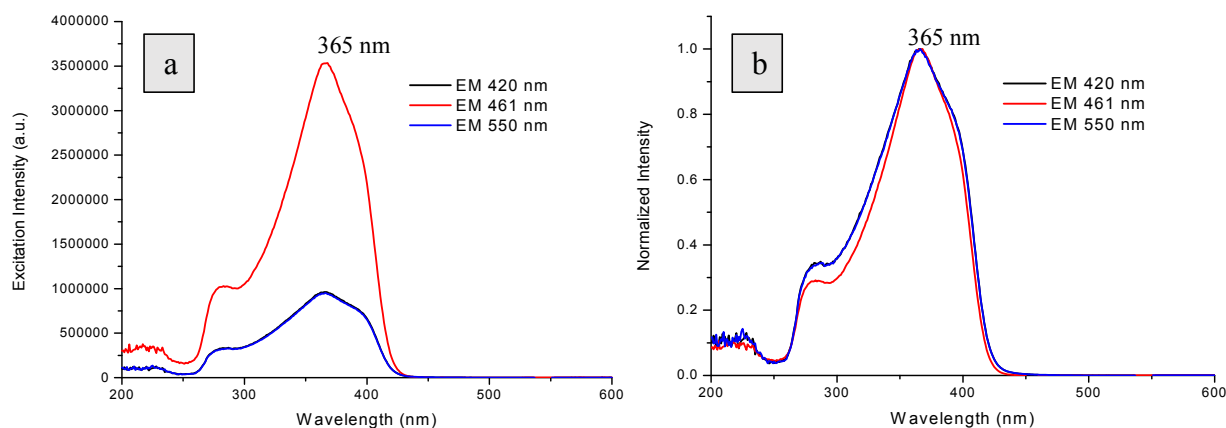 a
365 nm
EM 420 nm
EM 461 nm
EM 550 nm
4000000
3500000
3000000
2500000
2000000
1500000
1000000
500000
0
Excitation Intensity (a.u.)
200 300 400 500 600
Wavelength (nm)
b
365 nm
EM 420 nm
EM 461 nm
EM 550 nm
1.0
0.8
0.6
0.4
0.2
0.0
Normalized Intensity
200 300 400 500 600
Wavelength (nm)